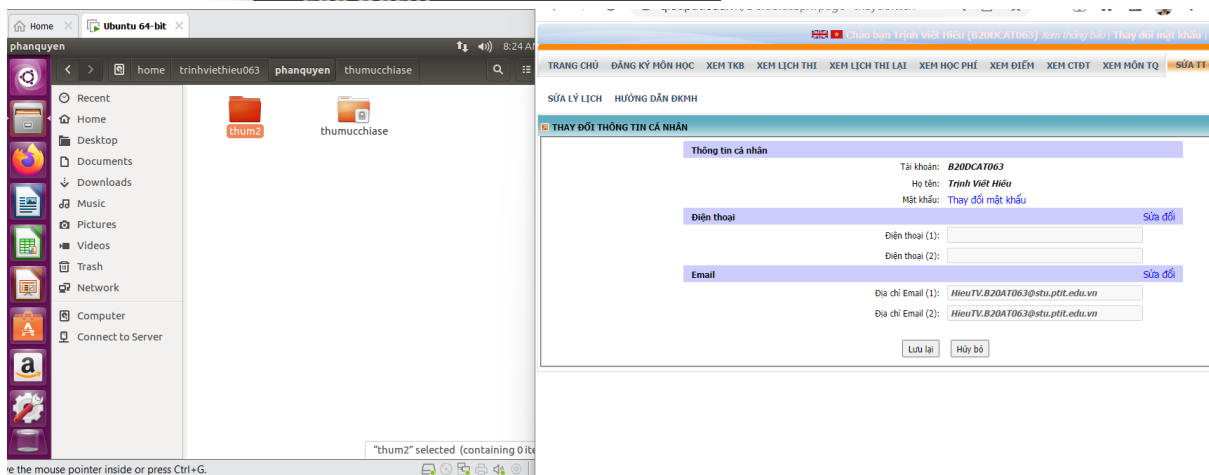 Home
Ubuntu 64-bit
phanquyen
8:24 AM
home trinhviethieu063 phanquyen thumucchiase
Recent
Home
Desktop
Documents
Downloads
Music
Pictures
Videos
Trash
Network
Computer
Connect to Server
thum2
thumucchiase
"thum2" selected (containing 0 ite
e the mouse pointer inside or press Ctrl+G.
Chào bạn Trịnh Viết Hiếu (B20DCAT063) Xem thông báo | Thay đổi mật khẩu |
TRANG CHỦ ĐĂNG KÝ MÔN HỌC XEM TKB XEM LỊCH THI XEM LỊCH THI LẠI XEM HỌC PHÍ XEM ĐIỂM XEM CTĐT XEM MÔN TQ SỬA TT
SỬA LÝ LỊCH HƯỚNG DẪN ĐKMH
THAY ĐỔI THÔNG TIN CÁ NHÂN
Thông tin cá nhân
Tài khoản: B20DCAT063
Họ tên: Trịnh Viết Hiếu
Mật khẩu: Thay đổi mật khẩu
Điện thoại Sửa đổi
Điện thoại (1):
Điện thoại (2):
Email Sửa đổi
Địa chỉ Email (1): HieuTV.B20AT063@stu.ptit.edu.vn
Địa chỉ Email (2): HieuTV.B20AT063@stu.ptit.edu.vn
Lưu lại Hủy bỏ